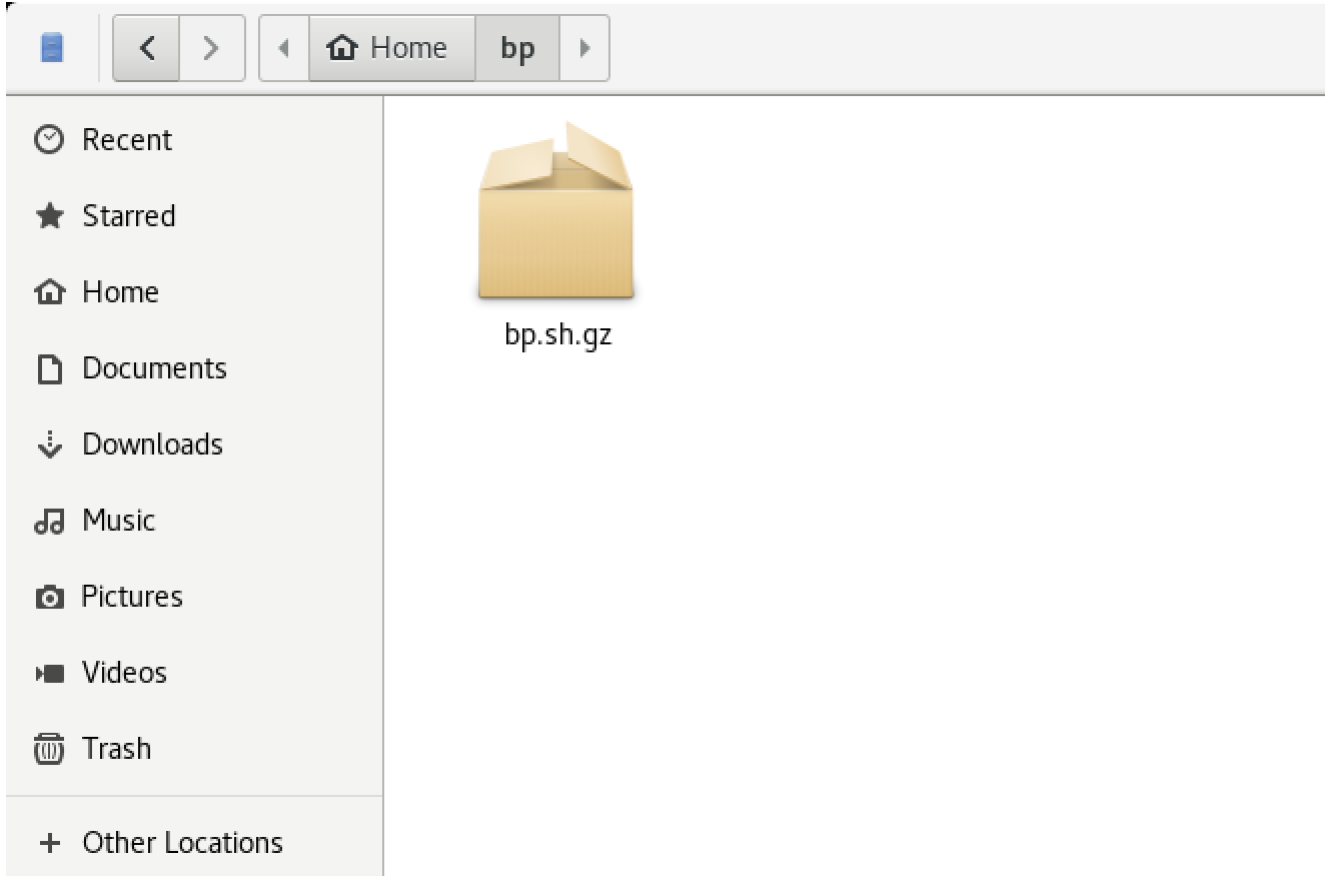 Home bp
Recent
Starred
Home
Documents
Downloads
Music
Pictures
Videos
Trash
Other Locations
bp.sh.gz